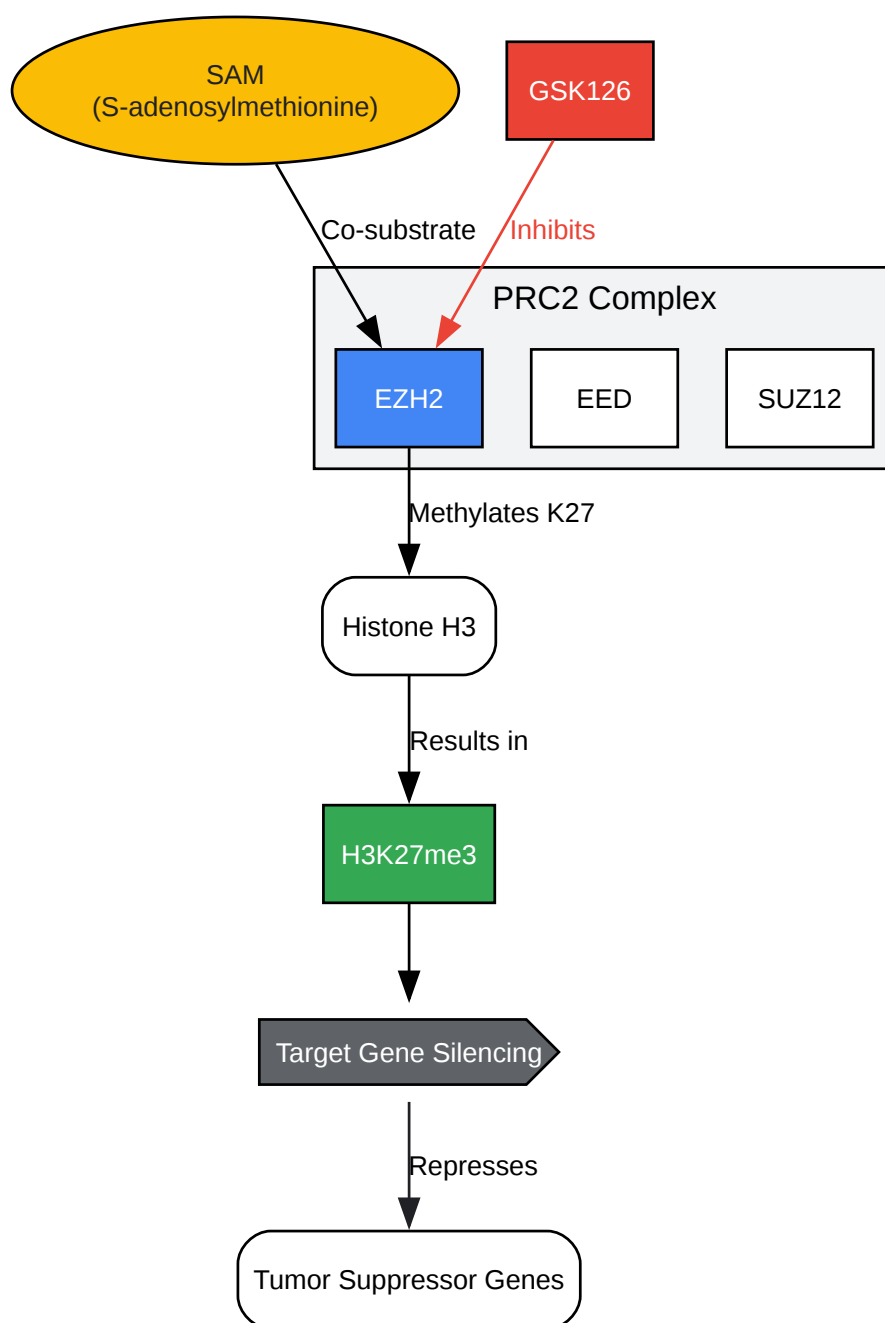 SAM
(S-adenosylmethionine)
GSK126
Co-substrate
Inhibits
PRC2 Complex
EZH2
EED
SUZ12
Methylates K27
Histone H3
Results in
H3K27me3
Target Gene Silencing
Represses
Tumor Suppressor Genes